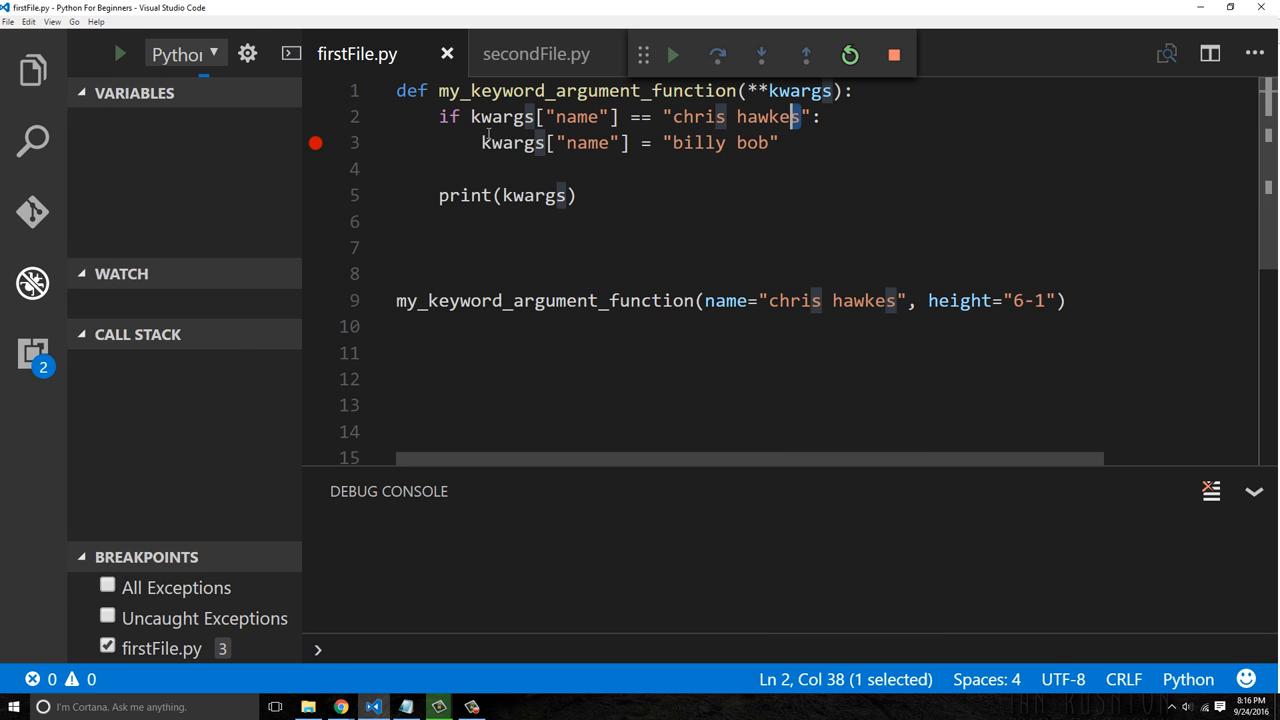 firstFile.py - Python For Beginners - Visual Studio Code
File Edit View Go Help
Python
firstFile.py
secondFile.py
VARIABLES
WATCH
CALL STACK
BREAKPOINTS
All Exceptions
Uncaught Exceptions
firstFile.py 3
2
1 def my_keyword_argument_function(**kwargs):
2 if kwargs["name"] == "chris hawkes":
3 kwargs["name"] = "billy bob"
4
5 print(kwargs)
6
7
8
9 my_keyword_argument_function(name="chris hawkes", height="6-1")
10
11
12
13
14
15
DEBUG CONSOLE
0 0
Ln 2, Col 38 (1 selected) Spaces: 4 UTF-8 CRLF Python
I'm Cortana. Ask me anything.
8:16 PM
9/24/2016